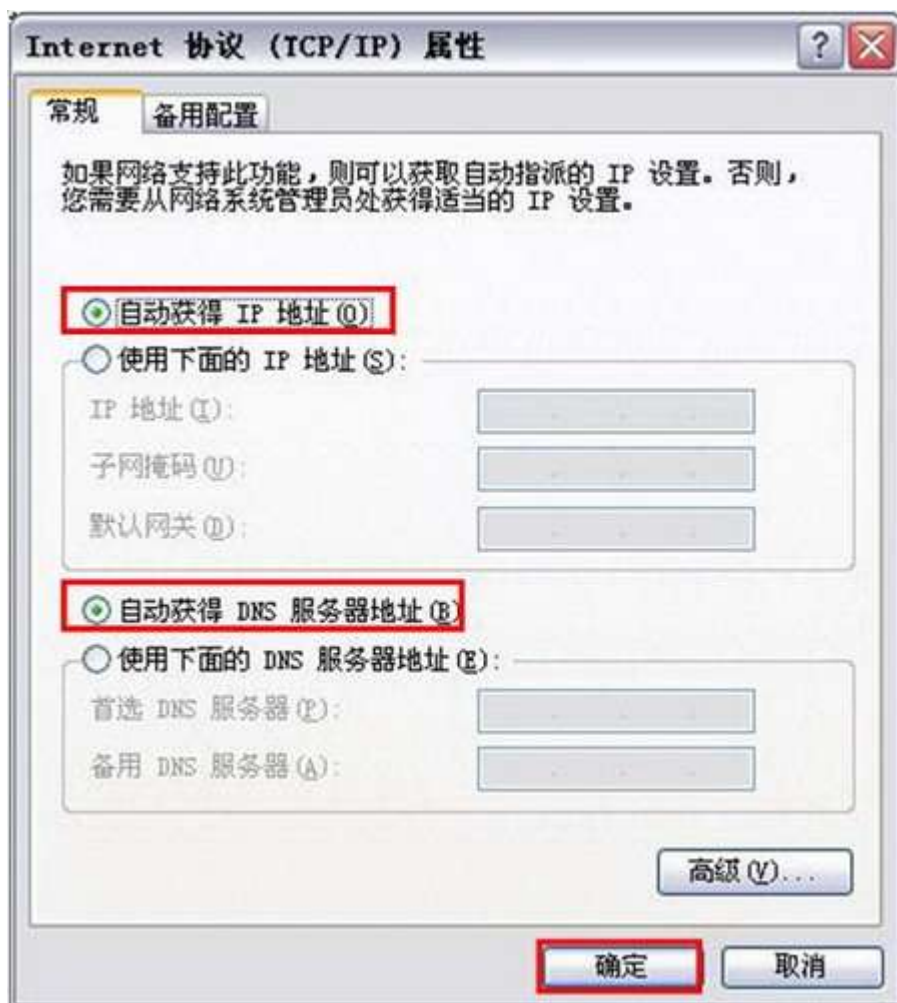 Internet 协议 (TCP/IP) 属性
常规
备用配置
如果网络支持此功能，则可以获取自动指派的 IP 设置。否则，
您需要从网络系统管理员处获得适当的 IP 设置。
自动获得 IP 地址(O)
使用下面的 IP 地址(S):
IP 地址(I):
子网掩码(U):
默认网关(D):
自动获得 DNS 服务器地址(B)
使用下面的 DNS 服务器地址(E):
首选 DNS 服务器(P):
备用 DNS 服务器(A):
高级(V)...
确定
取消